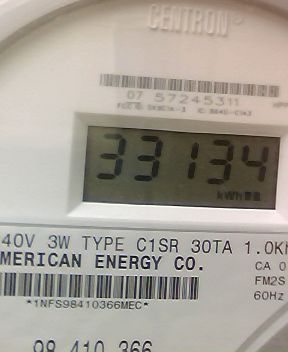 CENTRON®
07 57245311
33134
kWh
40V 3W TYPE C1SR 30TA 1.0K
MERICAN ENERGY CO.
CA 0
FM2S
60Hz
*1NFS98410366MEC*
98 410 366